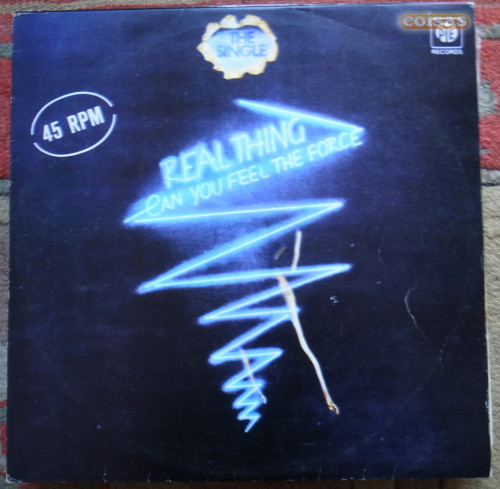 coisas
THE
SINGLE
PYE
RECORDS
45 RPM
REAL THING
CAN YOU FEEL THE FORCE